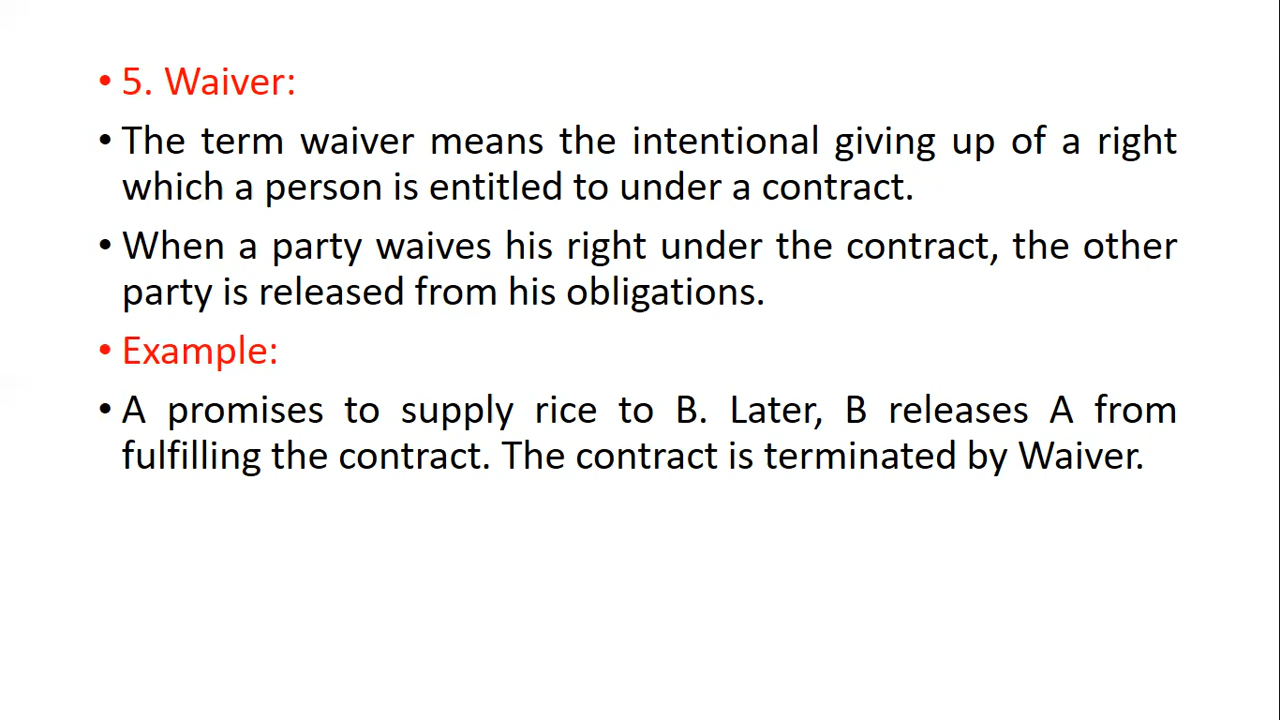 • 5. Waiver:
• The term waiver means the intentional giving up of a right
which a person is entitled to under a contract.
• When a party waives his right under the contract, the other
party is released from his obligations.
• Example:
• A promises to supply rice to B. Later, B releases A from
fulfilling the contract. The contract is terminated by Waiver.